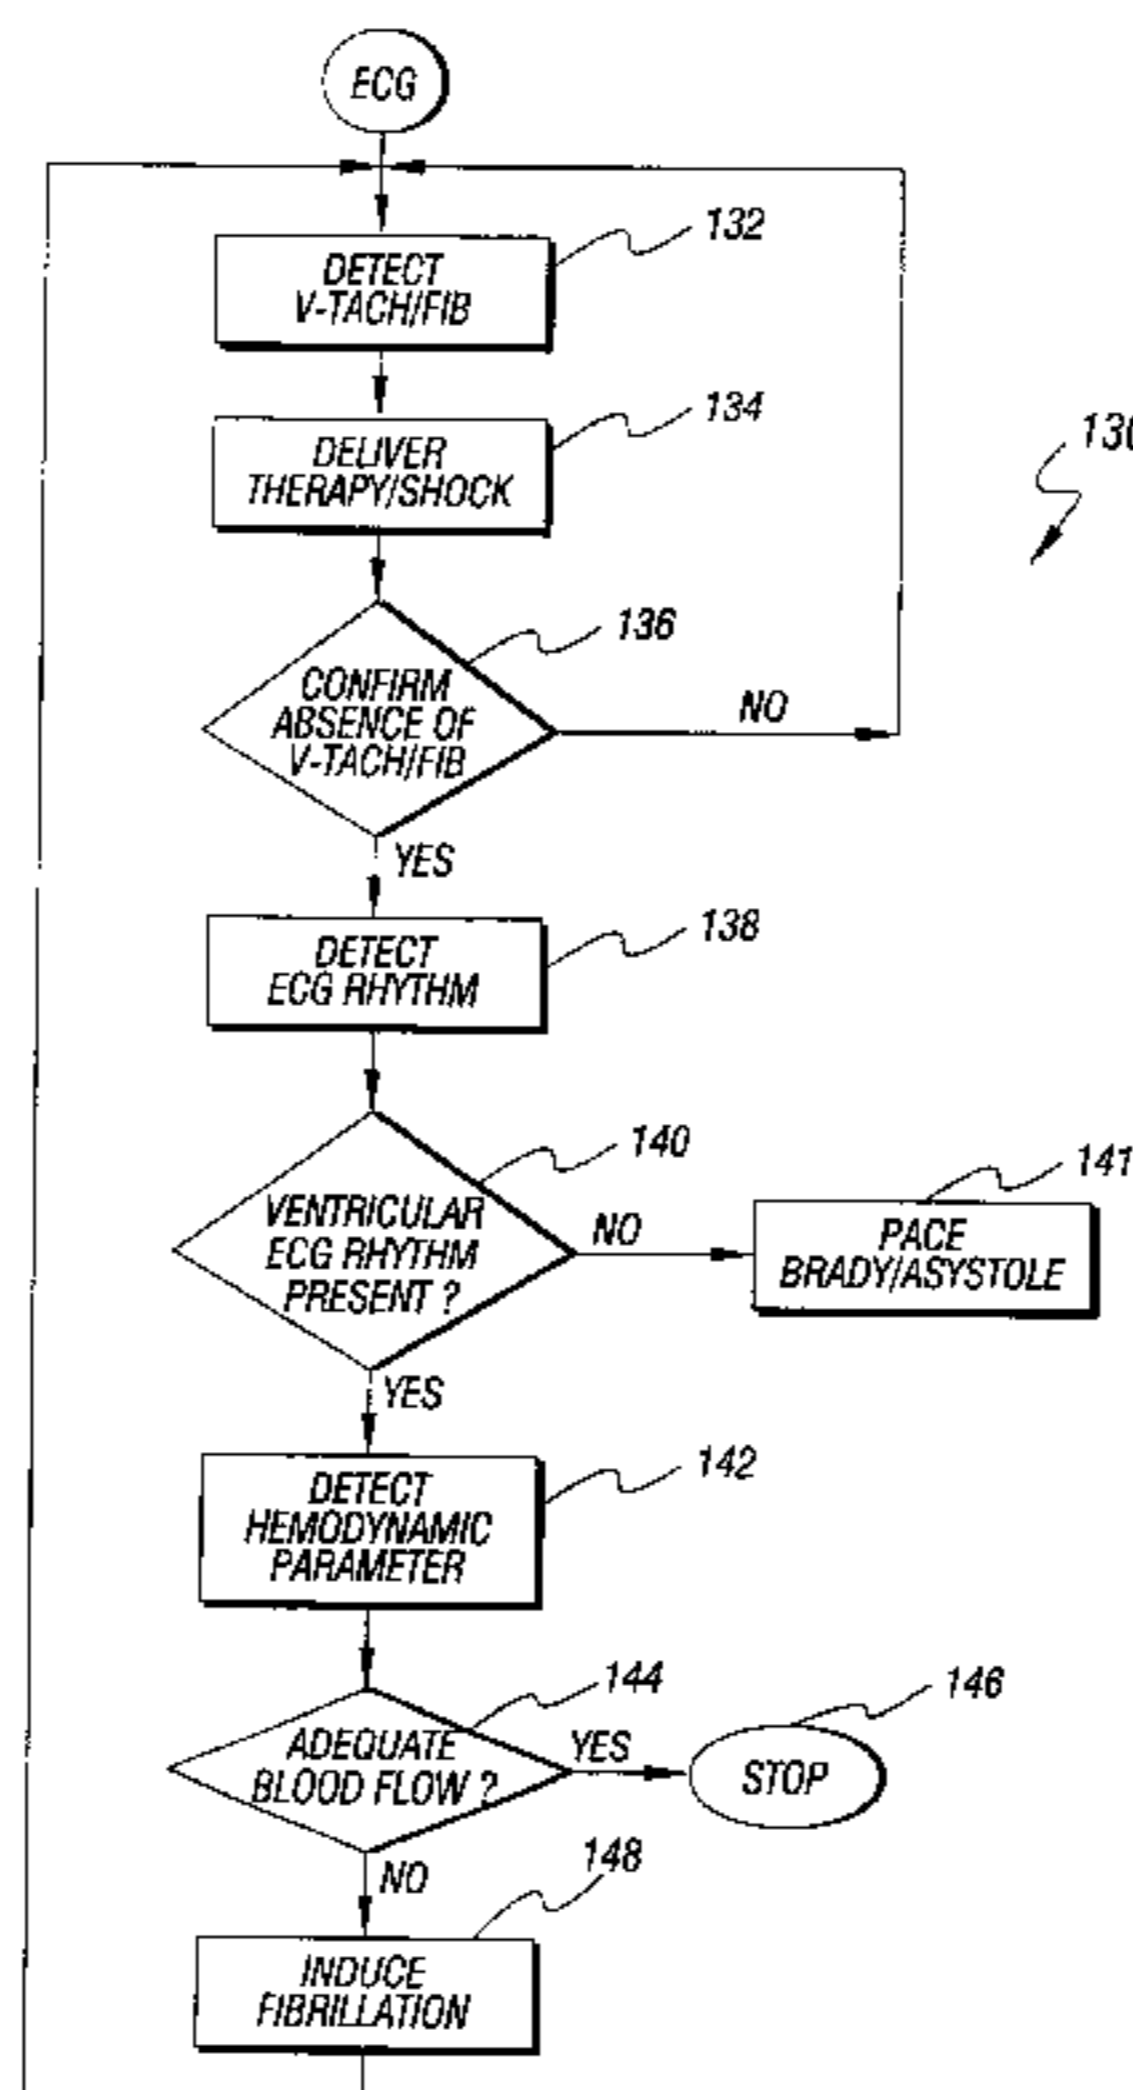 ECG
132
DETECT
V-TACH/FIB
134
DELIVER
THERAPY/SHOCK
130
136
CONFIRM
ABSENCE OF
V-TACH/FIB
NO
YES
138
DETECT
ECG RHYTHM
140
141
VENTRICULAR
ECG RHYTHM
PRESENT ?
NO
PACE
BRADY/ASYSTOLE
YES
142
DETECT
HEMODYNAMIC
PARAMETER
144
146
ADEQUATE
BLOOD FLOW ?
YES
STOP
NO
148
INDUCE
FIBRILLATION